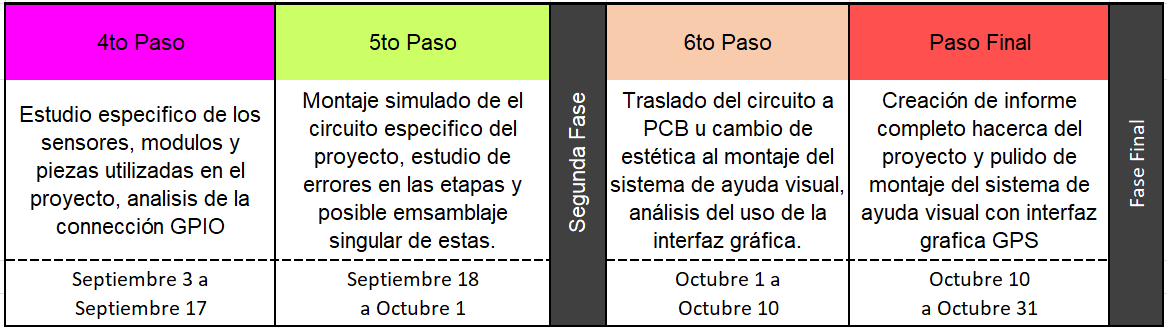 4to Paso
Estudio especifico de los
sensores, modulos y
piezas utilizadas en el
proyecto, analisis de la
connección GPIO
Septiembre 3 a
Septiembre 17
5to Paso
Montaje simulado de el
circuito especifico del
proyecto, estudio de
errores en las etapas y
posible emsamblaje
singular de estas.
Septiembre 18
a Octubre 1
Segunda Fase
6to Paso
Traslado del circuito a
PCB u cambio de
estética al montaje del
sistema de ayuda visual,
análisis del uso de la
interfaz gráfica.
Octubre 1 a
Octubre 10
Paso Final
Creación de informe
completo hacerca del
proyecto y pulido de
montaje del sistema de
ayuda visual con interfaz
grafica GPS
Octubre 10
a Octubre 31
Fase Final